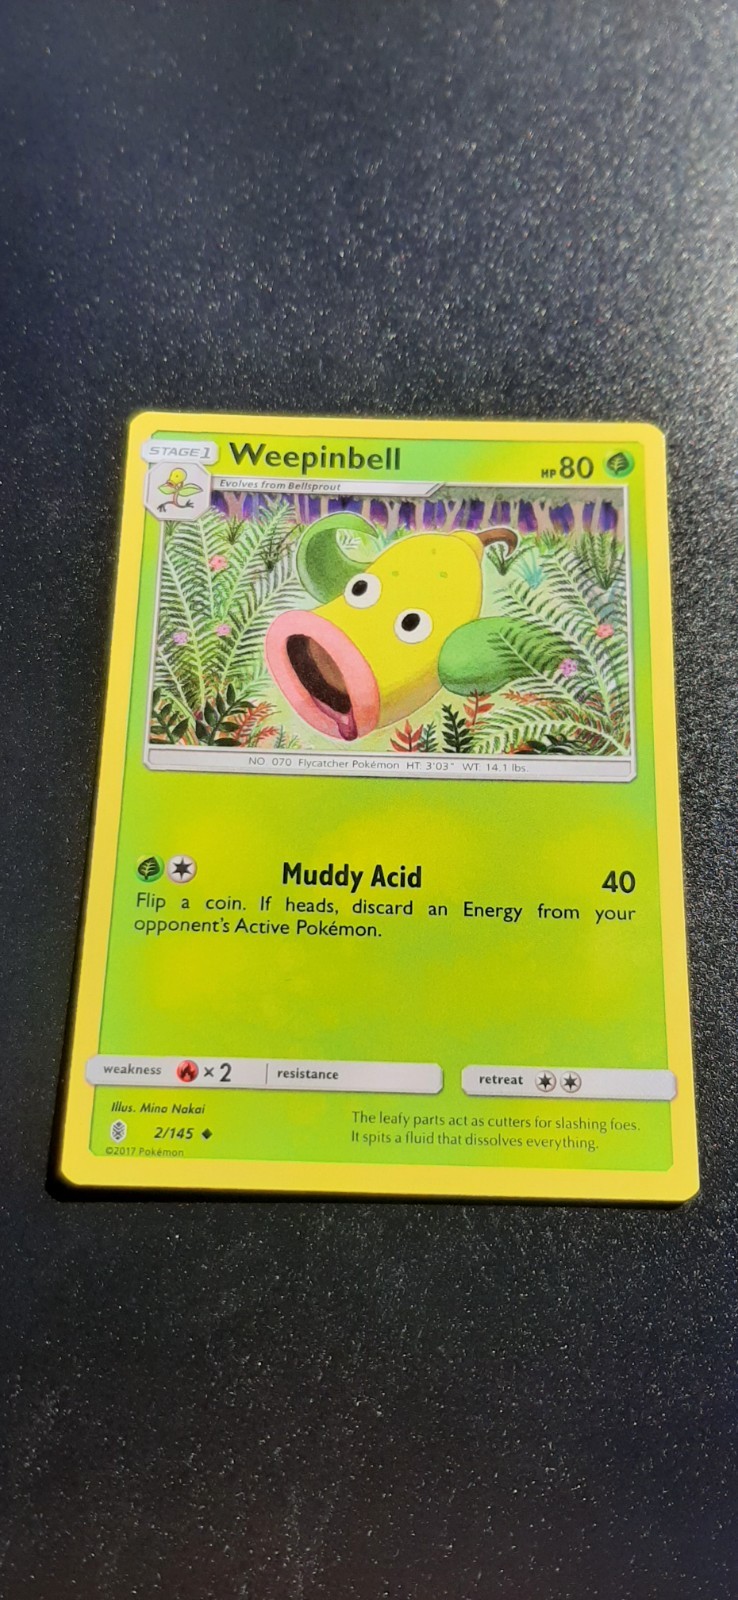 STAGE 1
Weepinbell
HP 80
Evolves from Bellsprout
NO. 070 Flycatcher Pokémon HT: 3'03" WT: 14.1 lbs.
Muddy Acid 40
Flip a coin. If heads, discard an Energy from your
opponent's Active Pokémon.
weakness ×2 resistance
retreat
Illus. Mina Nakai
2/145
©2017 Pokémon
The leafy parts act as cutters for slashing foes.
It spits a fluid that dissolves everything.